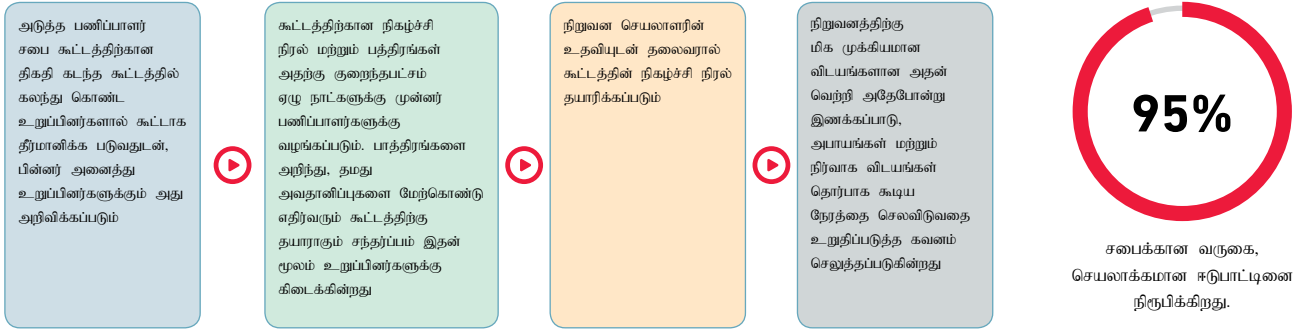 அடுத்த பணிப்பாளர்
சபை கூட்டத்திற்கான
திகதி கடந்த கூட்டத்தில்
கலந்து கொண்ட
உறுப்பினர்களால் கூட்டாக
தீர்மானிக்க படுவதுடன்,
பின்னர் அனைத்து
உறுப்பினர்களுக்கும் அது
அறிவிக்கப்படும்
கூட்டத்திற்கான நிகழ்ச்சி
நிரல் மற்றும் பத்திரங்கள்
அதற்கு குறைந்தபட்சம்
ஏழு நாட்களுக்கு முன்னர்
பணிப்பாளர்களுக்கு
வழங்கப்படும். பாத்திரங்களை
அறிந்து, தமது
அவதானிப்புகளை மேற்கொண்டு
எதிர்வரும் கூட்டத்திற்கு
தயாராகும் சந்தர்ப்பம் இதன்
மூலம் உறுப்பினர்களுக்கு
கிடைக்கின்றது
நிறுவன செயலாளரின்
உதவியுடன் தலைவரால்
கூட்டத்தின் நிகழ்ச்சி நிரல்
தயாரிக்கப்படும்
நிறுவனத்திற்கு
மிக முக்கியமான
விடயங்களான அதன்
வெற்றி அதேபோன்று
இணக்கப்பாடு,
அபாயங்கள் மற்றும்
நிர்வாக விடயங்கள்
தொர்பாக கூடிய
நேரத்தை செலவிடுவதை
உறுதிப்படுத்த கவனம்
செலுத்தப்படுகின்றது
95%
சபைக்கான வருகை,
செயலாக்கமான ஈடுபாட்டினை
நிரூபிக்கிறது.